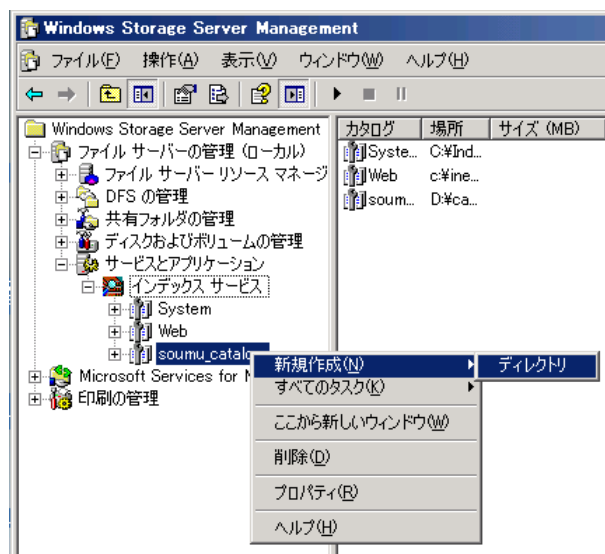 Windows Storage Server Management
ファイル(F) 操作(A) 表示(V) ウィンドウ(W) ヘルプ(H)
Windows Storage Server Management
ファイル サーバーの管理 (ローカル)
ファイル サーバー リソース マネージ
DFS の管理
共有フォルダの管理
ディスクおよびボリュームの管理
サービスとアプリケーション
インデックス サービス
System
Web
soumu_catalo
Microsoft Services for N
印刷の管理
カタログ 場所 サイズ (MB)
Syste... C:¥Ind...
Web c:¥ine...
soum... D:¥ca...
新規作成(N)
すべてのタスク(K)
ここから新しいウィンドウ(W)
削除(D)
プロパティ(R)
ヘルプ(H)
ディレクトリ